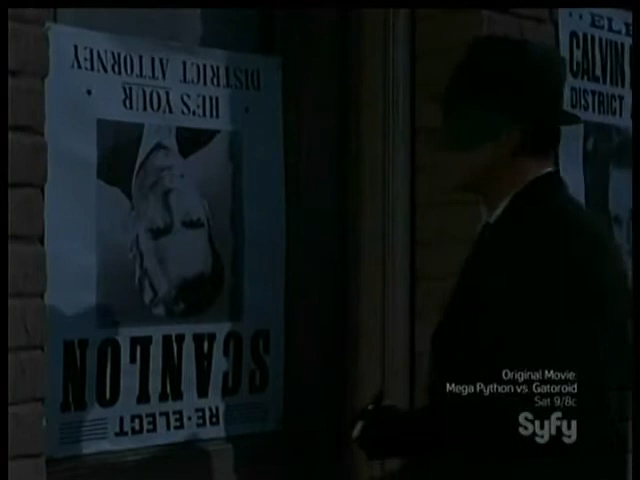 RE-ELECT
SCANLON
HE'S YOUR
DISTRICT ATTORNEY
CALVIN
DISTRICT
Original Movie:
Mega Python vs. Gatoroid
Sat 9/8c
Syfy